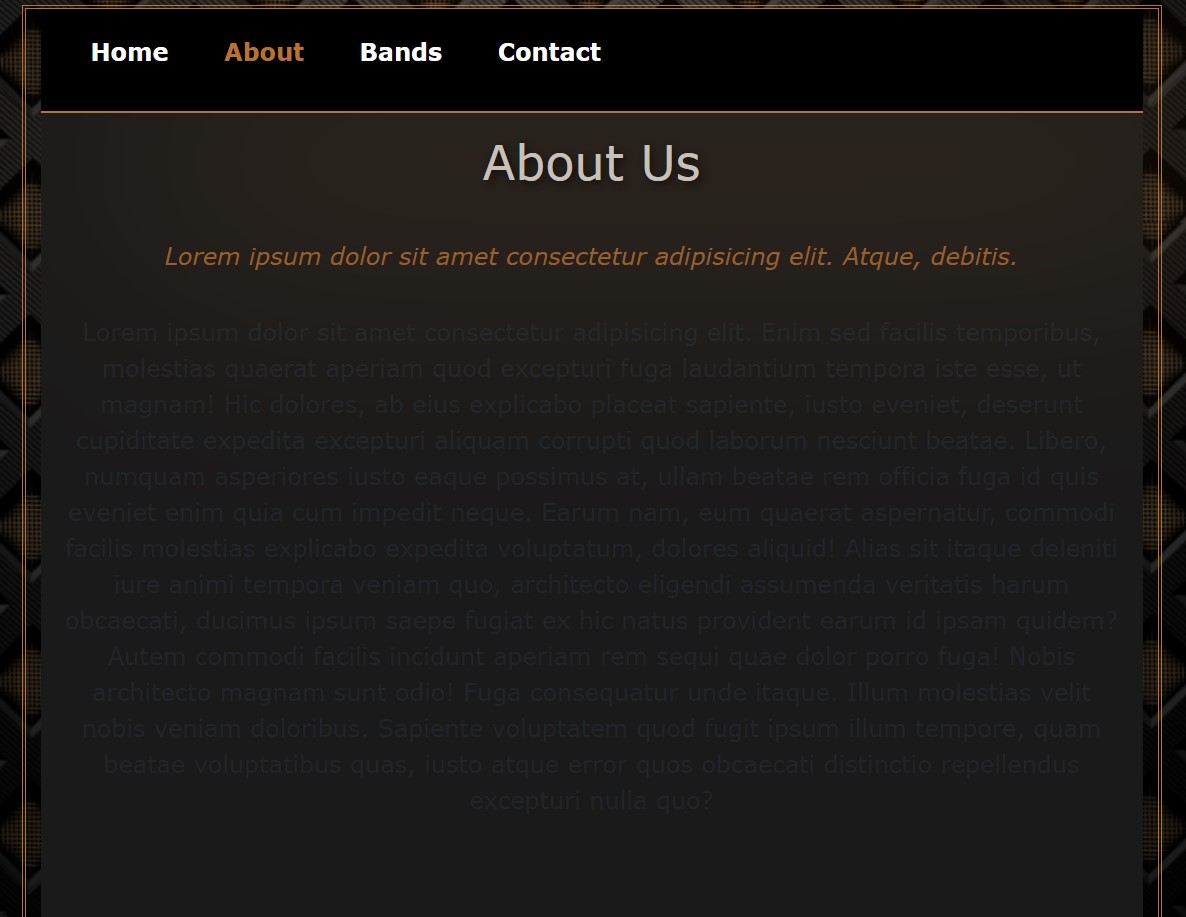 Home About Bands Contact
About Us
Lorem ipsum dolor sit amet consectetur adipisicing elit. Atque, debitis.
Lorem ipsum dolor sit amet consectetur adipisicing elit. Enim sed facilis temporibus,
molestias quaerat aperiam quod excepturi fuga laudantium tempora iste esse, ut
magnam! Hic dolores, ab eius explicabo placeat sapiente, iusto eveniet, deserunt
cupiditate expedita excepturi aliquam corrupti quod laborum nesciunt beatae. Libero,
numquam asperiores iusto eaque possimus at, ullam beatae rem officia fuga id quis
eveniet enim quia cum impedit neque. Earum nam, eum quaerat aspernatur, commodi
facilis molestias explicabo expedita voluptatum, dolores aliquid! Alias sit itaque deleniti
iure animi tempora veniam quo, architecto eligendi assumenda veritatis harum
obcaecati, ducimus ipsum saepe fugiat ex hic natus provident earum id ipsam quidem?
Autem commodi facilis incidunt aperiam rem sequi quae dolor porro fuga! Nobis
architecto magnam sunt odio! Fuga consequatur unde itaque. Illum molestias velit
nobis veniam doloribus. Sapiente voluptatem quod fugit ipsum illum tempore, quam
beatae voluptatibus quas, iusto atque error quos obcaecati distinctio repellendus
excepturi nulla quo?